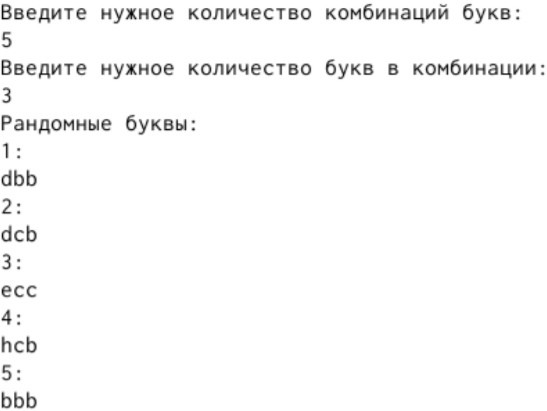 Введите нужное количество комбинаций букв:
5
Введите нужное количество букв в комбинации:
3
Рандомные буквы:
1:
dbb
2:
dcb
3:
ecc
4:
hcb
5:
bbb